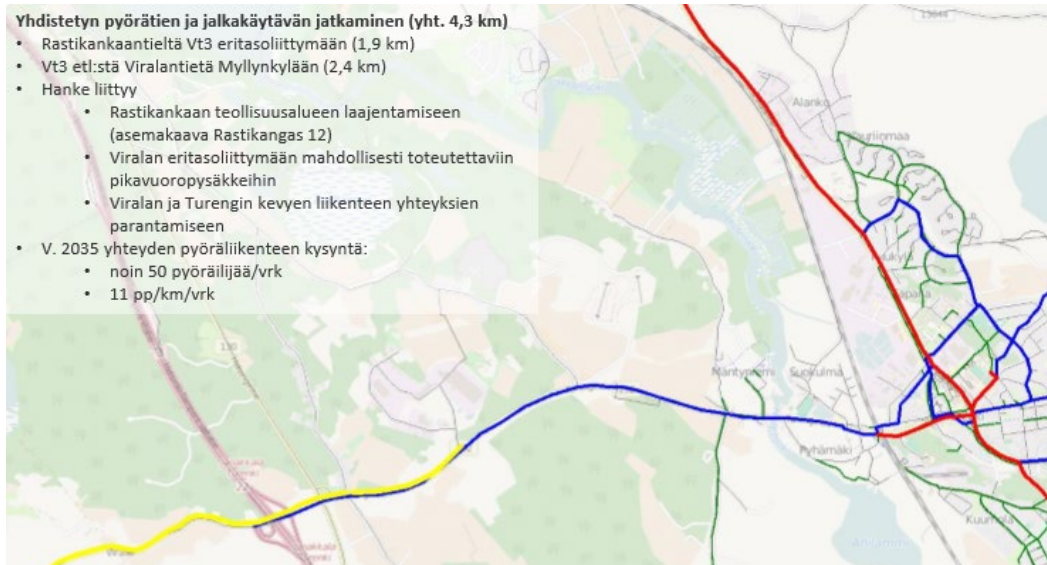 Yhdistetyn pyörätien ja jalkakäytävän jatkaminen (yht. 4,3 km)
• Rastikankaantieltä Vt3 eritasoliittymään (1,9 km)
• Vt3 etl:stä Viralantietä Myllynkylään (2,4 km)
• Hanke liittyy
• Rastikankaan teollisuusalueen laajentamiseen
(asemakaava Rastikangas 12)
• Viralan eritasoliittymään mahdollisesti toteutettaviin
pikavuoropysäkkeihin
• Viralan ja Turengin kevyen liikenteen yhteyksien
parantamiseen
• V. 2035 yhteyden pyöräliikenteen kysyntä:
• noin 50 pyöräilijää/vrk
• 11 pp/km/vrk
Alanko
130
Mäntyniemi
Suokulma
Pyhämäki
Kuumola